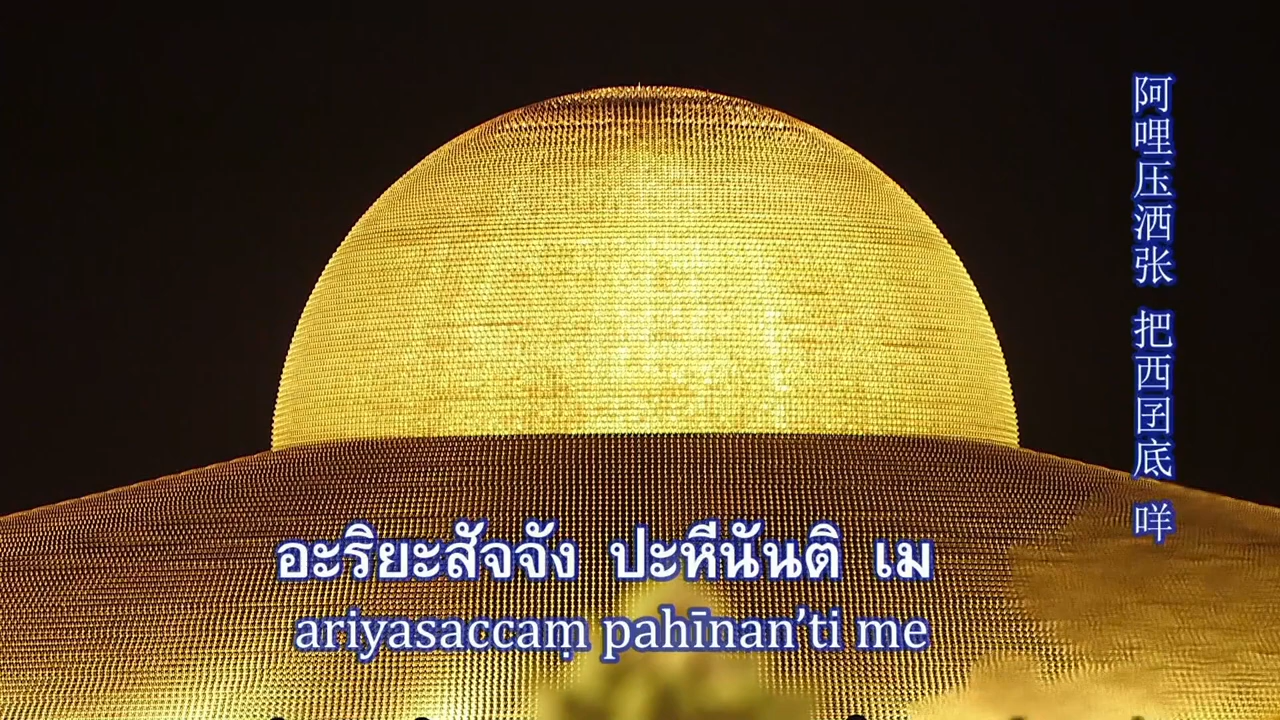 阿哩压洒张 把西囝底 咩
อะริยะสัจจัง ปะหีนันติ เม
ariyasaccaṃ pahīnan’ti me